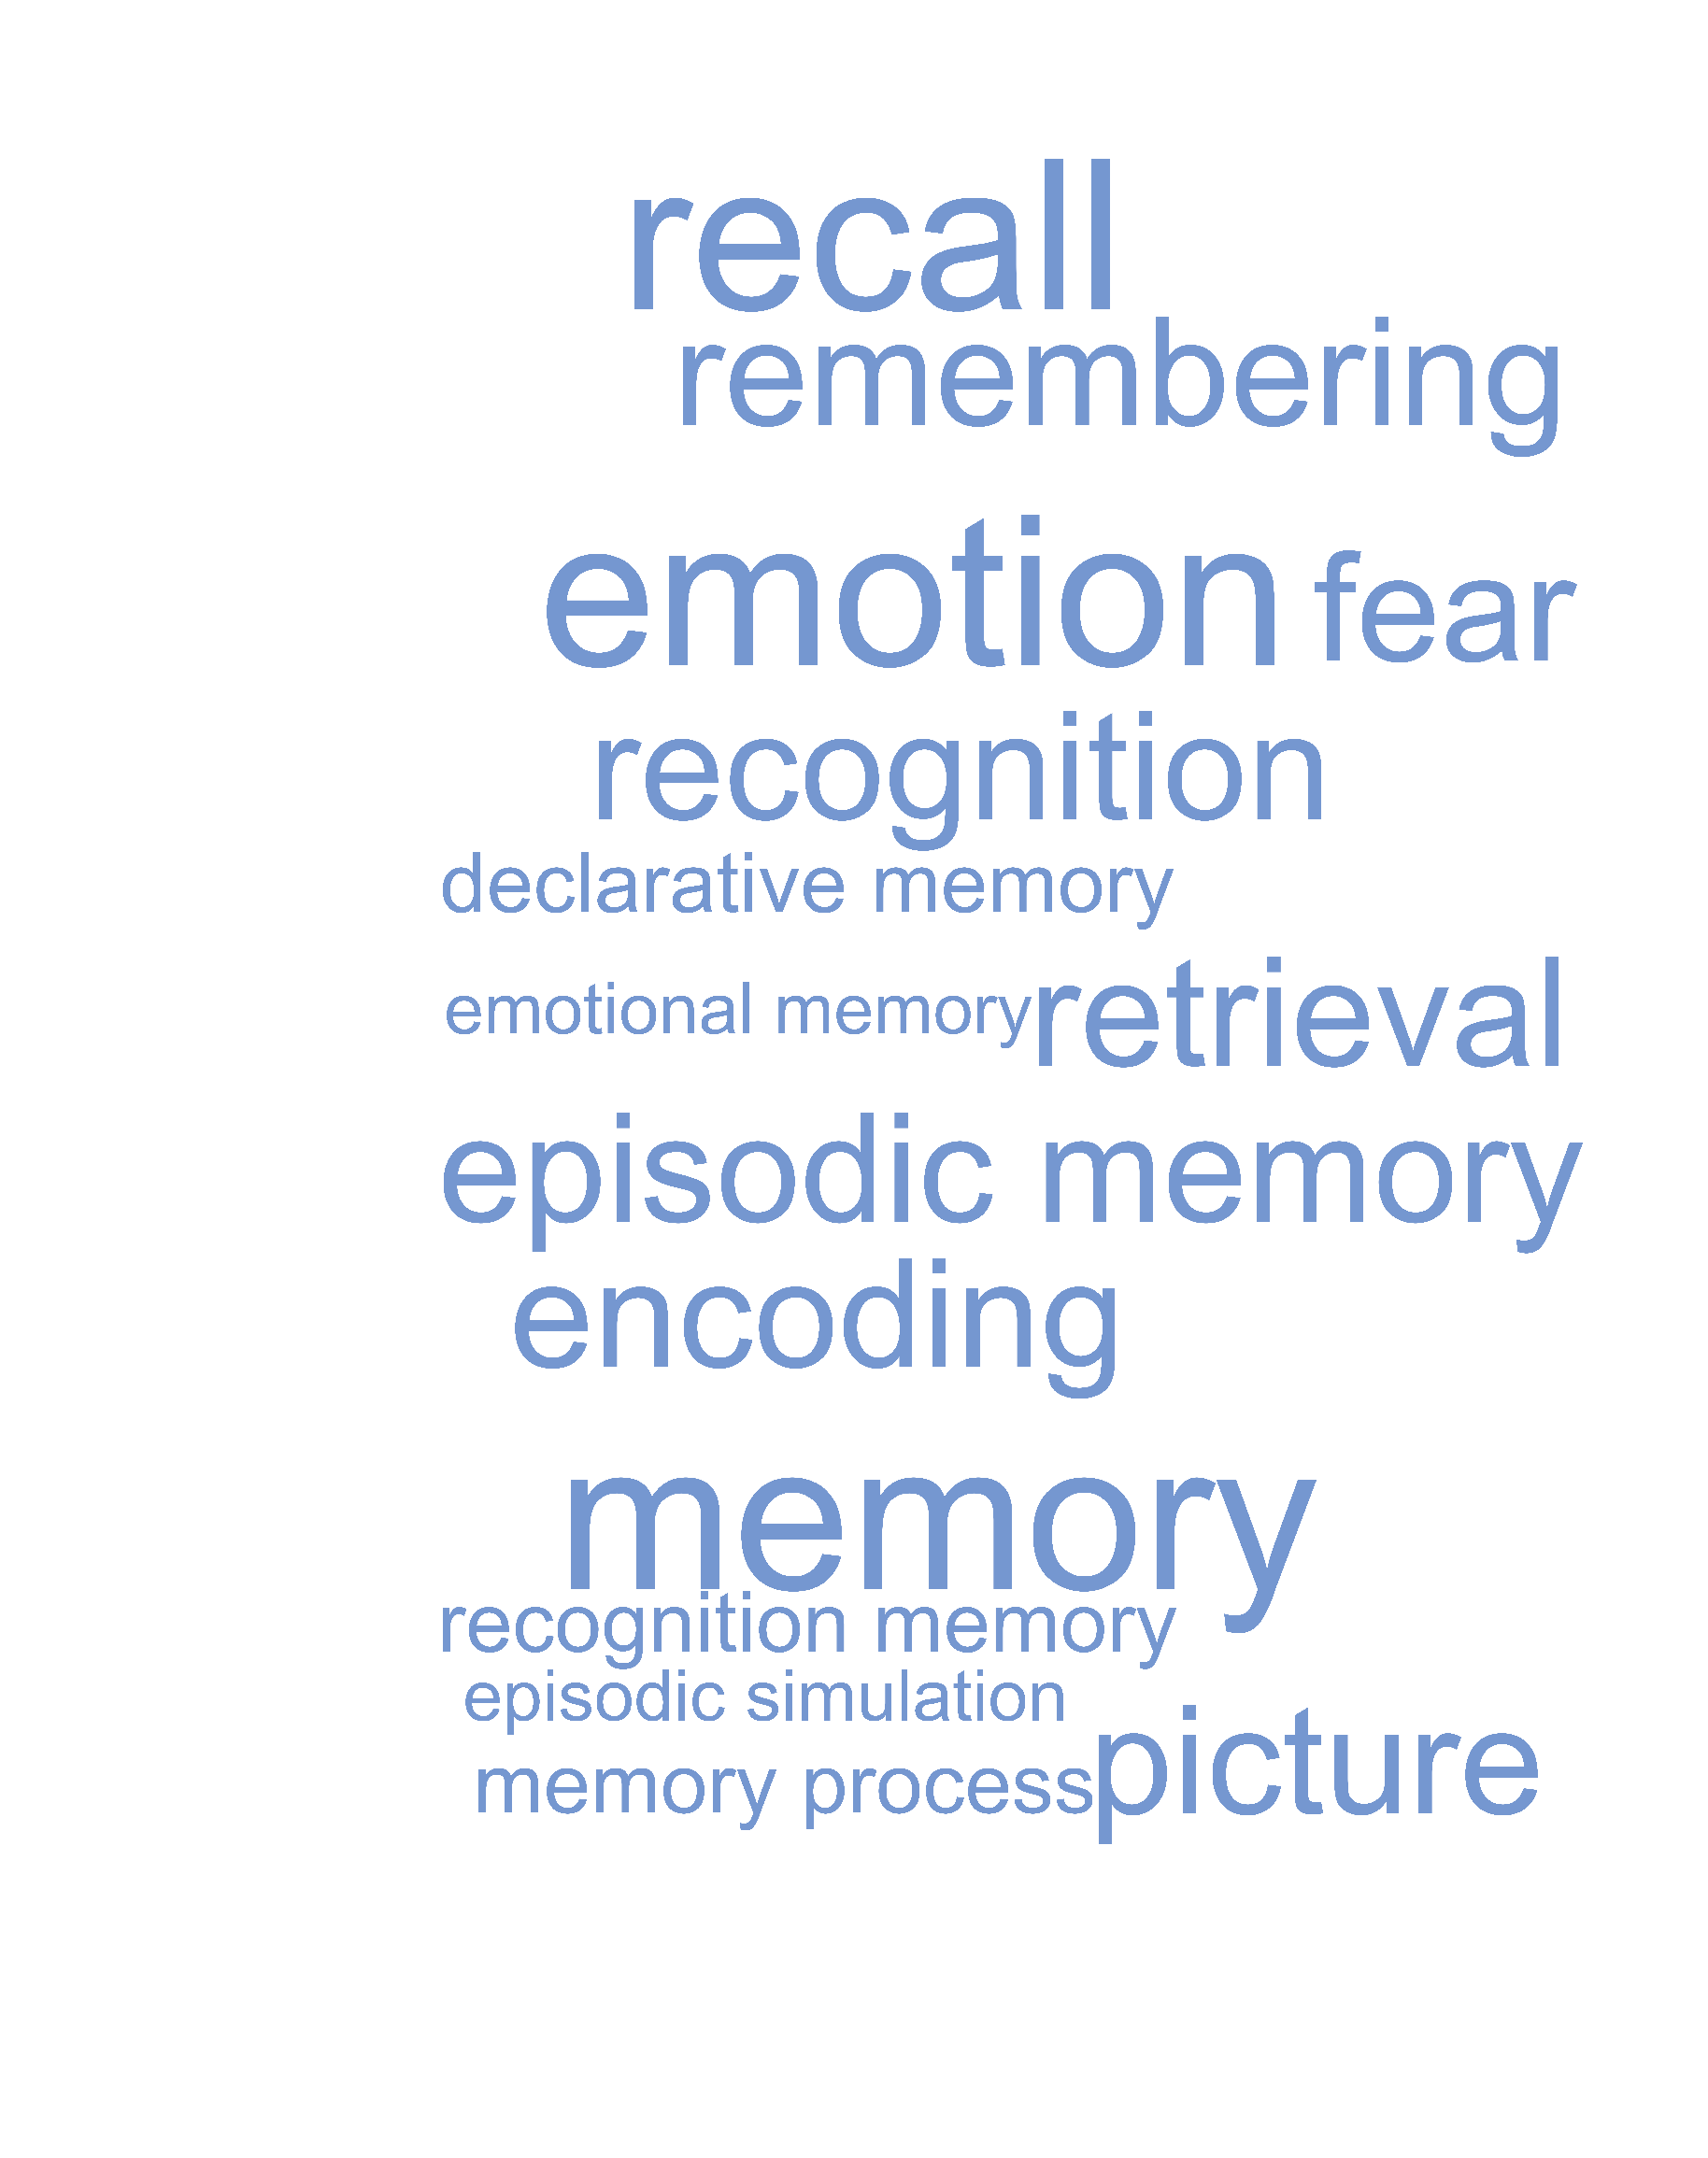 recall
remembering
emotion fear
recognition
declarative memory
emotional memory retrieval
episodic memory
encoding
memory
recognition memory
episodic simulation
memory process picture